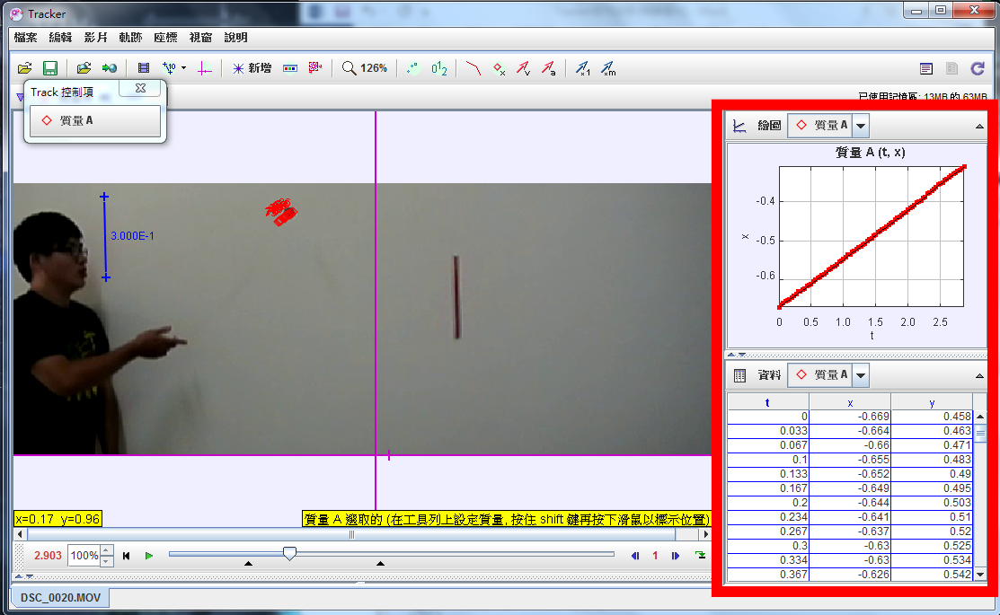 Tracker
檔案 編輯 影片 軌跡 座標 視窗 說明
新增 126%
Track 控制項
已使用記憶區: 13MB 的 63MB
質量 A
繪圖 質量 A
質量 A (t, x)
3.000E-1
-0.4
-0.5
-0.6
x
0 0.5 1.0 1.5 2.0 2.5
t
資料 質量 A
t x y
0 -0.669 0.458
0.033 -0.664 0.463
0.067 -0.66 0.471
0.1 -0.655 0.483
0.133 -0.652 0.49
0.167 -0.649 0.495
0.2 -0.644 0.503
0.234 -0.641 0.51
0.267 -0.637 0.52
0.3 -0.63 0.525
0.334 -0.63 0.534
0.367 -0.626 0.542
x=0.17 y=0.96
質量 A 選取的 (在工具列上設定質量, 按住 shift 鍵再按下滑鼠以標示位置)
2.903 100% 1
DSC_0020.MOV